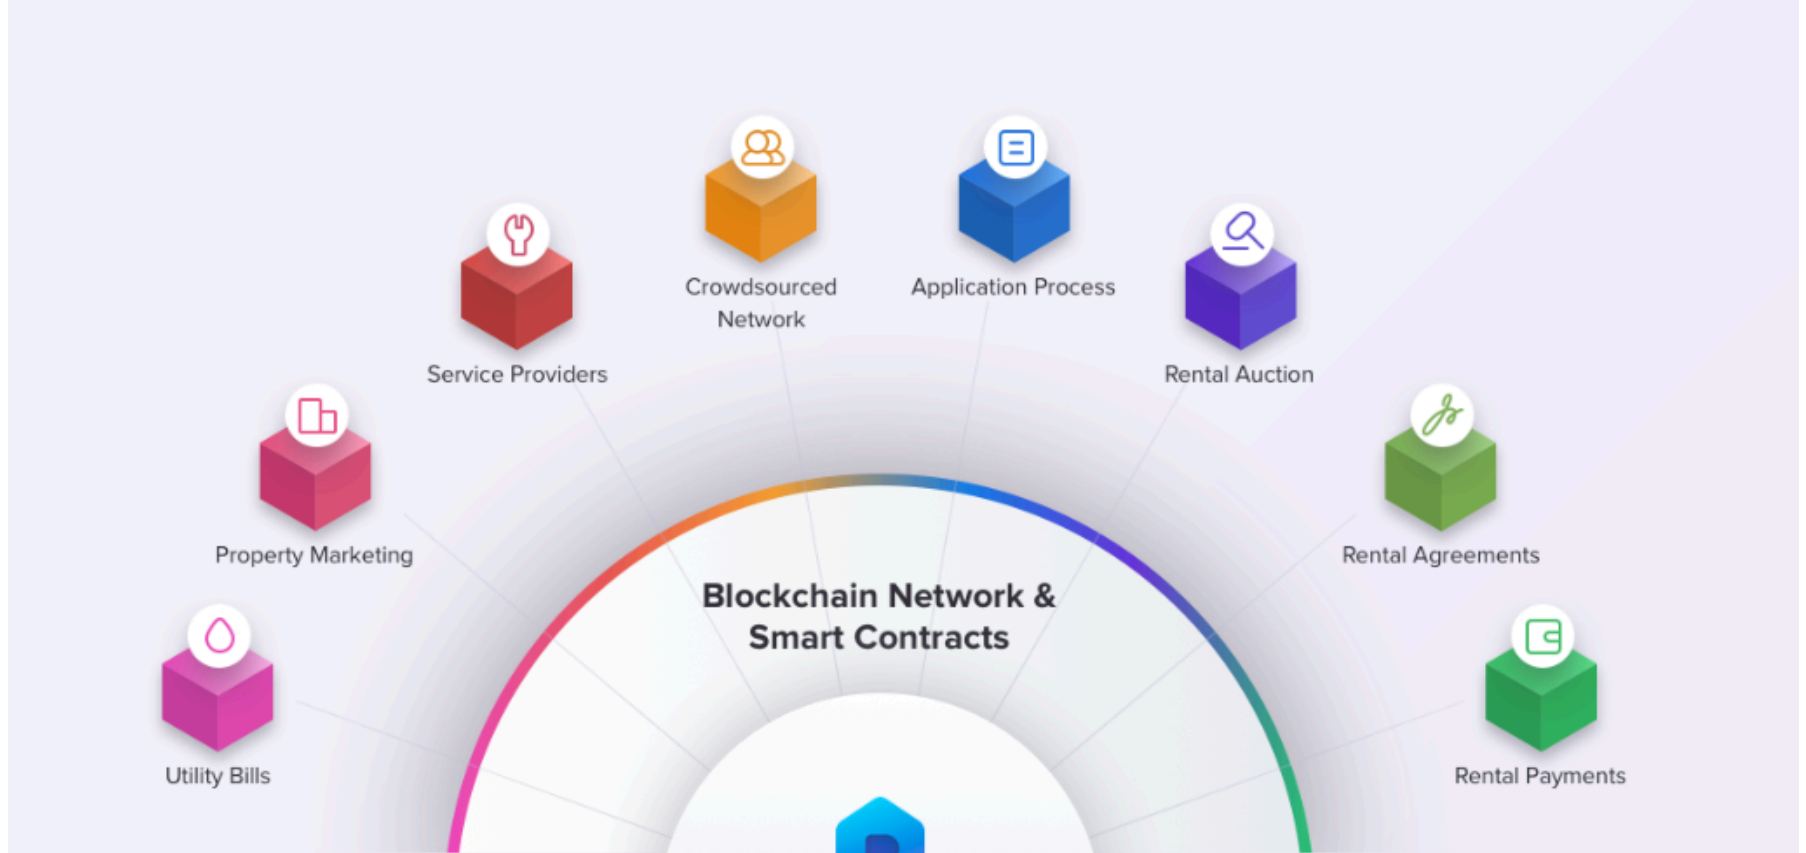 Crowdsourced
Network
Application Process
Service Providers
Rental Auction
Property Marketing
Rental Agreements
Blockchain Network &
Smart Contracts
Utility Bills
Rental Payments